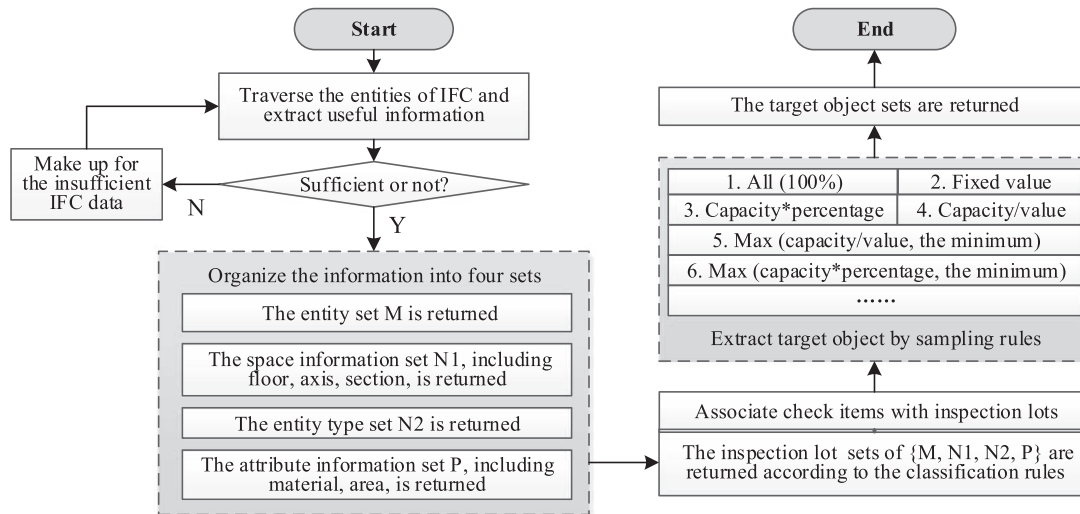 Start
Traverse the entities of IFC and
extract useful information
Make up for
the insufficient
IFC data
Sufficient or not?
N
Y
Organize the information into four sets
The entity set M is returned
The space information set N1, including
floor, axis, section, is returned
The entity type set N2 is returned
The attribute information set P, including
material, area, is returned
End
The target object sets are returned
1. All (100%)
2. Fixed value
3. Capacity*percentage
4. Capacity/value
5. Max (capacity/value, the minimum)
6. Max (capacity*percentage, the minimum)
……
Extract target object by sampling rules
Associate check items with inspection lots
The inspection lot sets of {M, N1, N2, P} are
returned according to the classification rules